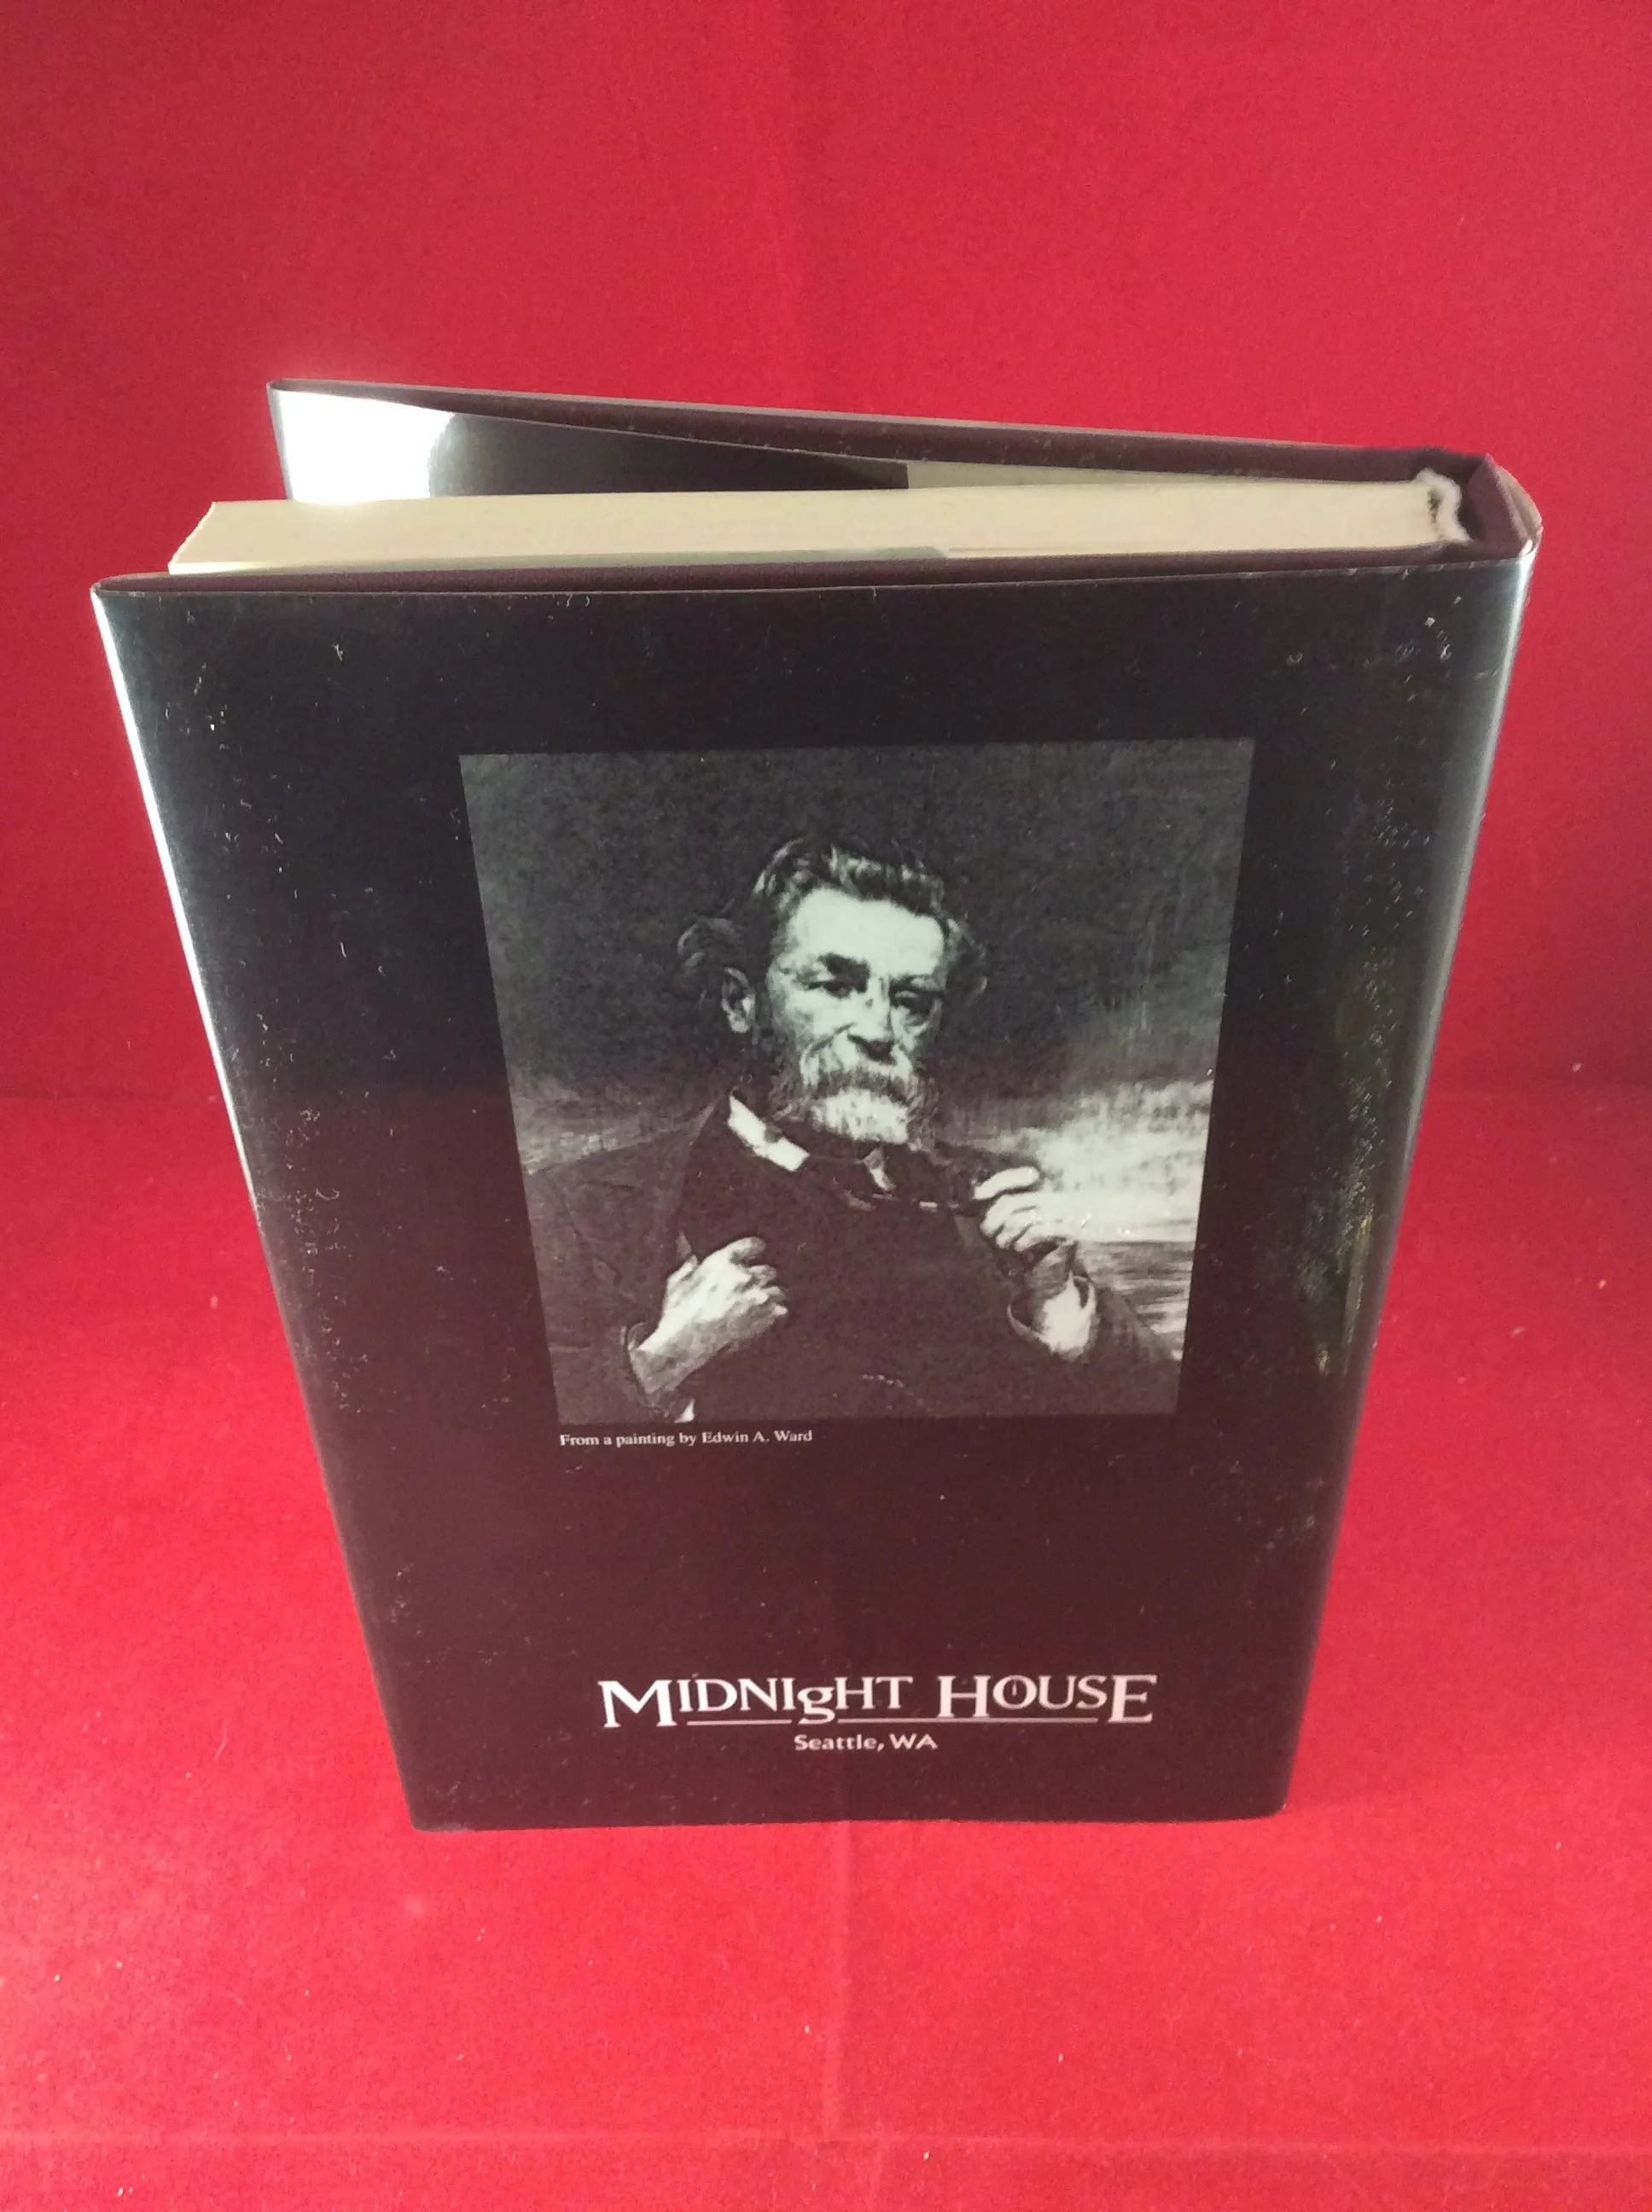 From a painting by Edwin A. Ward
MIDNIgHT HOUSE
Seattle, WA